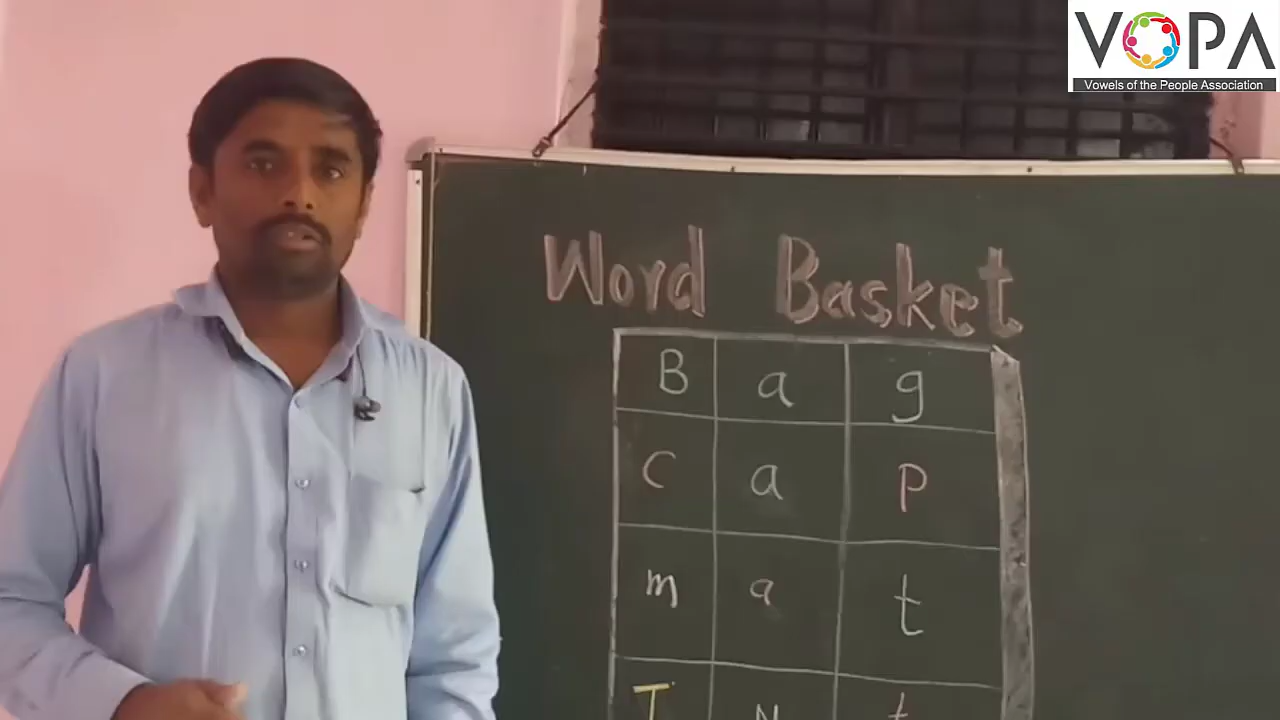 VOPA
Vowels of the People Association
Word Basket
B a g
C a p
m a t
T N t